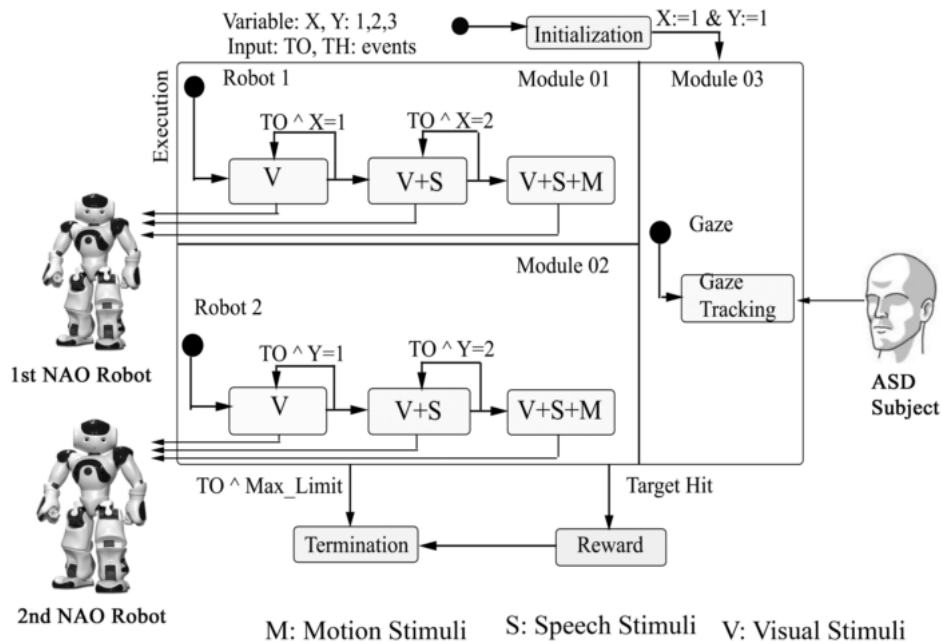 Variable: X, Y: 1,2,3
Input: TO, TH: events
Initialization
X:=1 & Y:=1
Execution
Robot 1
Module 01
Module 03
TO ^ X=1
TO ^ X=2
V
V+S
V+S+M
Module 02
Gaze
Gaze
Tracking
Robot 2
TO ^ Y=1
TO ^ Y=2
V
V+S
V+S+M
1st NAO Robot
ASD
Subject
TO ^ Max_Limit
Target Hit
Termination
Reward
2nd NAO Robot
M: Motion Stimuli
S: Speech Stimuli
V: Visual Stimuli